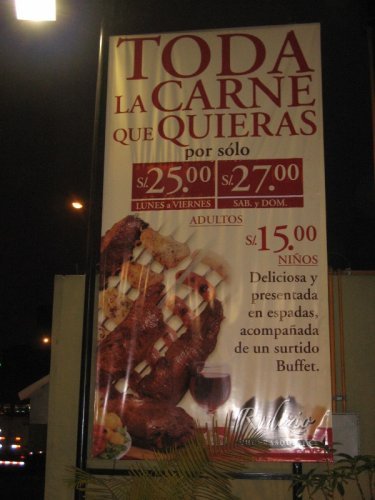 TODA
LA CARNE
QUE QUIERAS
por sólo
S/. 25.00 S/. 27.00
LUNES a VIERNES SAB. y DOM.
ADULTOS
S/. 15.00
NIÑOS
Deliciosa y
presentada
en espadas,
acompañada
de un surtido
Buffet.